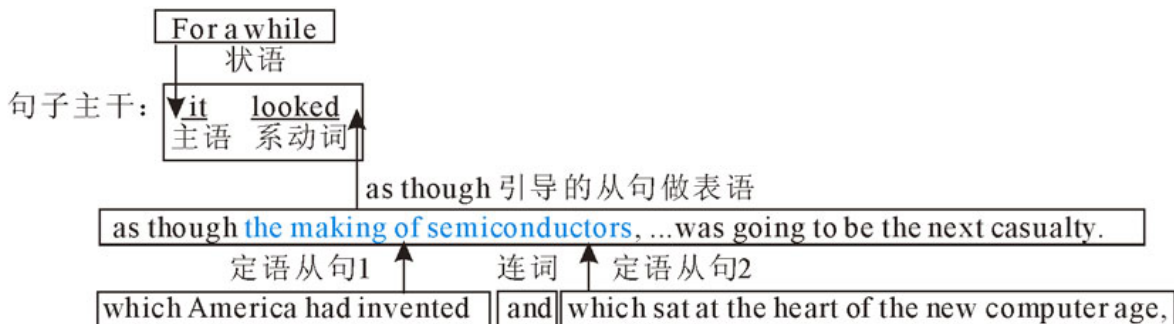 For a while
状语
句子主干: it looked
主语 系动词
as though 引导的从句做表语
as though the making of semiconductors, ...was going to be the next casualty.
定语从句1 连词 定语从句2
which America had invented and which sat at the heart of the new computer age,